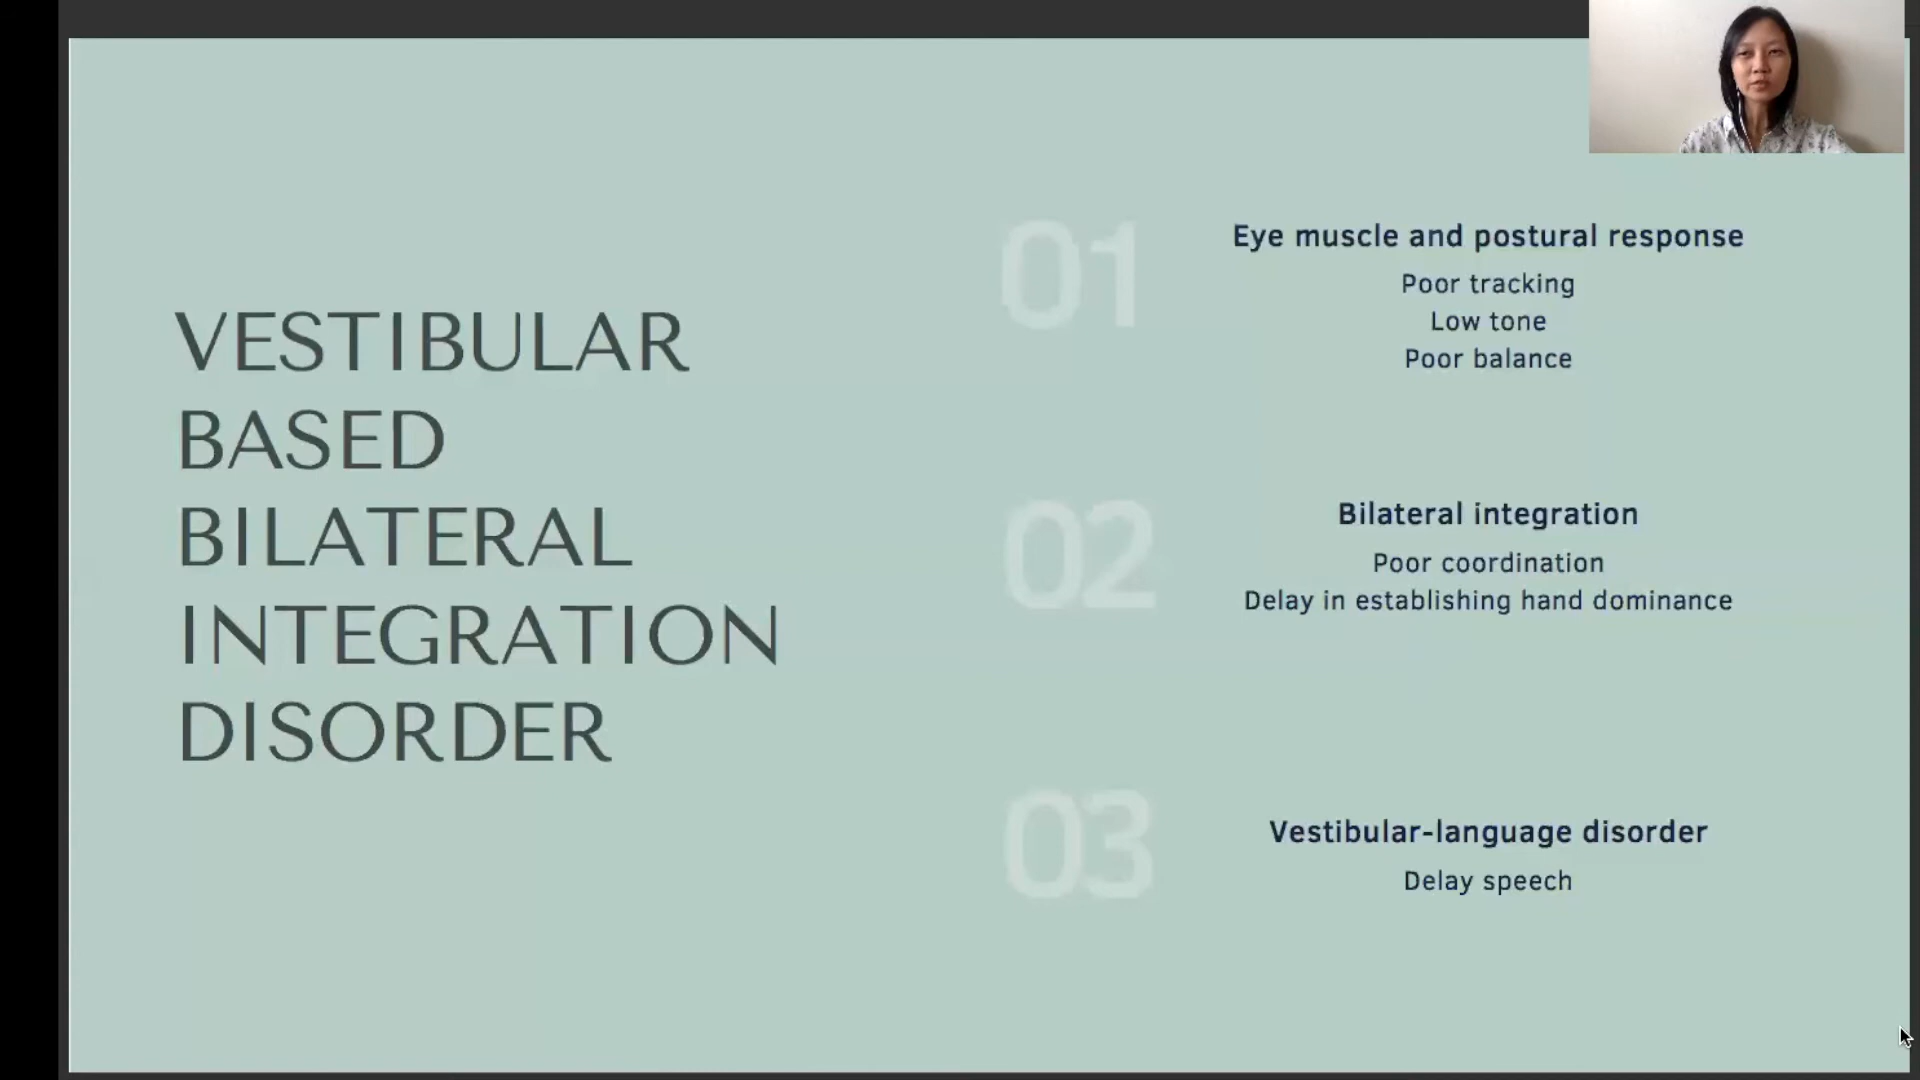 VESTIBULAR
BASED
BILATERAL
INTEGRATION
DISORDER
01
Eye muscle and postural response
Poor tracking
Low tone
Poor balance
02
Bilateral integration
Poor coordination
Delay in establishing hand dominance
03
Vestibular-language disorder
Delay speech